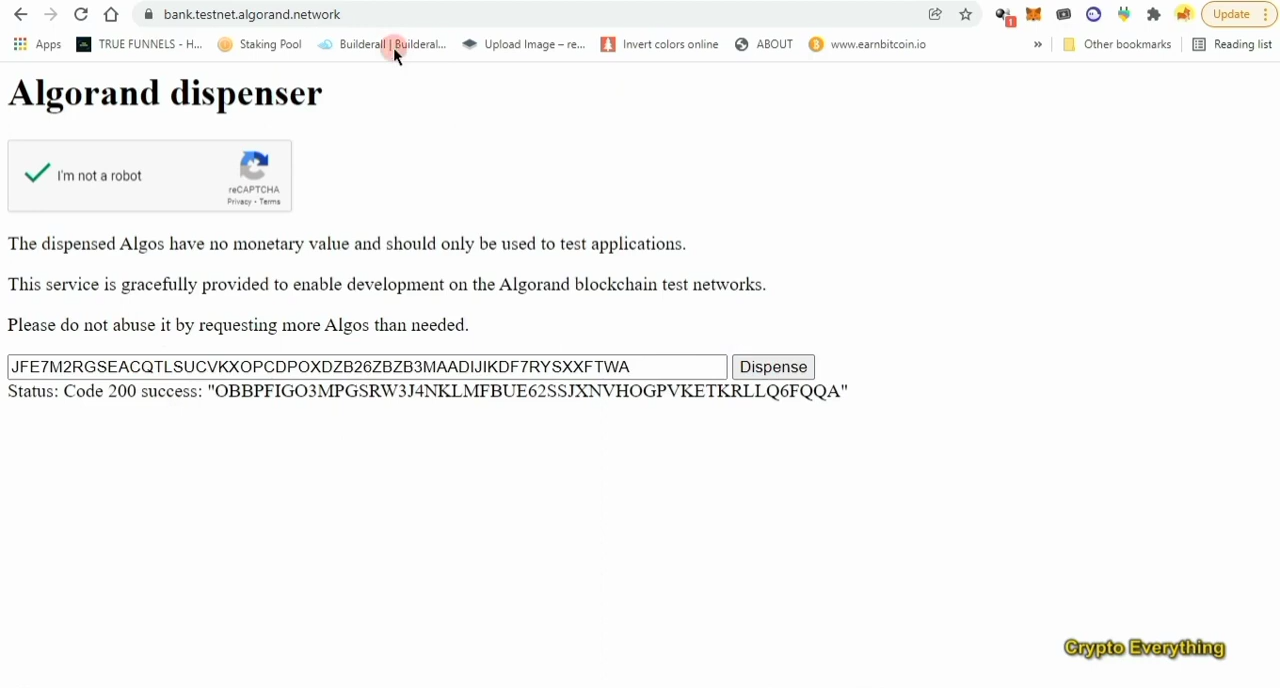 bank.testnet.algorand.network
Update
1
Apps
TRUE FUNNELS - H...
Staking Pool
Builderall | Builderal...
Upload Image – re...
Invert colors online
ABOUT
www.earnbitcoin.io
»
Other bookmarks
Reading list
Algorand dispenser
I'm not a robot
reCAPTCHA
Privacy - Terms
The dispensed Algos have no monetary value and should only be used to test applications.
This service is gracefully provided to enable development on the Algorand blockchain test networks.
Please do not abuse it by requesting more Algos than needed.
JFE7M2RGSEACQTLSUCVKXOPCDPOXDZB26ZBZB3MAADIJIKDF7RYSXXFTWA
Dispense
Status: Code 200 success: "OBBPFIGO3MPGSRW3J4NKLMFBUE62SSJXNVHOGPVKETKRLLQ6FQQA"
Crypto Everything